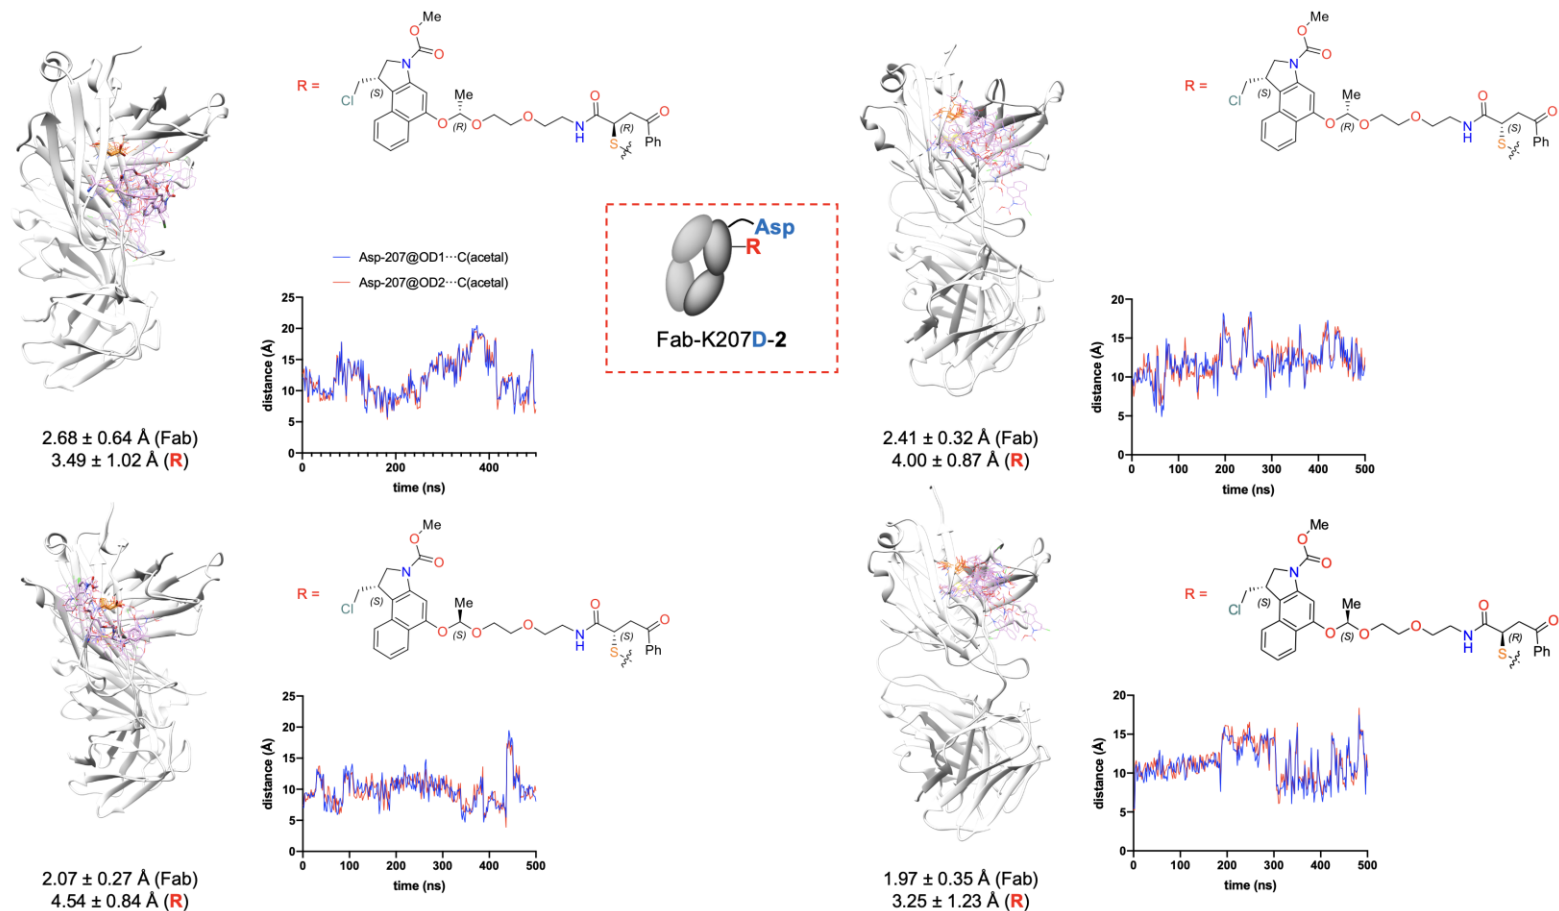 Me
O
O
N
R =
Cl
(S)
Me
O
(R)
O
O
NH
O
(R)
O
S
Ph
Asp-207@OD1···C(acetal)
Asp-207@OD2···C(acetal)
25
20
15
10
5
0
distance (Å)
0
200
400
time (ns)
2.68 ± 0.64 Å (Fab)
3.49 ± 1.02 Å (R)
Asp
R
Fab-K207D-2
Me
O
O
N
R =
Cl
(S)
Me
O
(R)
O
O
NH
O
(S)
O
S
Ph
20
15
10
5
0
distance (Å)
0
100
200
300
400
500
time (ns)
2.41 ± 0.32 Å (Fab)
4.00 ± 0.87 Å (R)
Me
O
O
N
R =
Cl
(S)
Me
O
(S)
O
O
NH
O
(S)
O
S
Ph
25
20
15
10
5
0
distance (Å)
0
100
200
300
400
500
time (ns)
2.07 ± 0.27 Å (Fab)
4.54 ± 0.84 Å (R)
Me
O
O
N
R =
Cl
(S)
Me
O
(S)
O
O
NH
O
(R)
O
S
Ph
20
15
10
5
0
distance (Å)
0
100
200
300
400
500
time (ns)
1.97 ± 0.35 Å (Fab)
3.25 ± 1.23 Å (R)